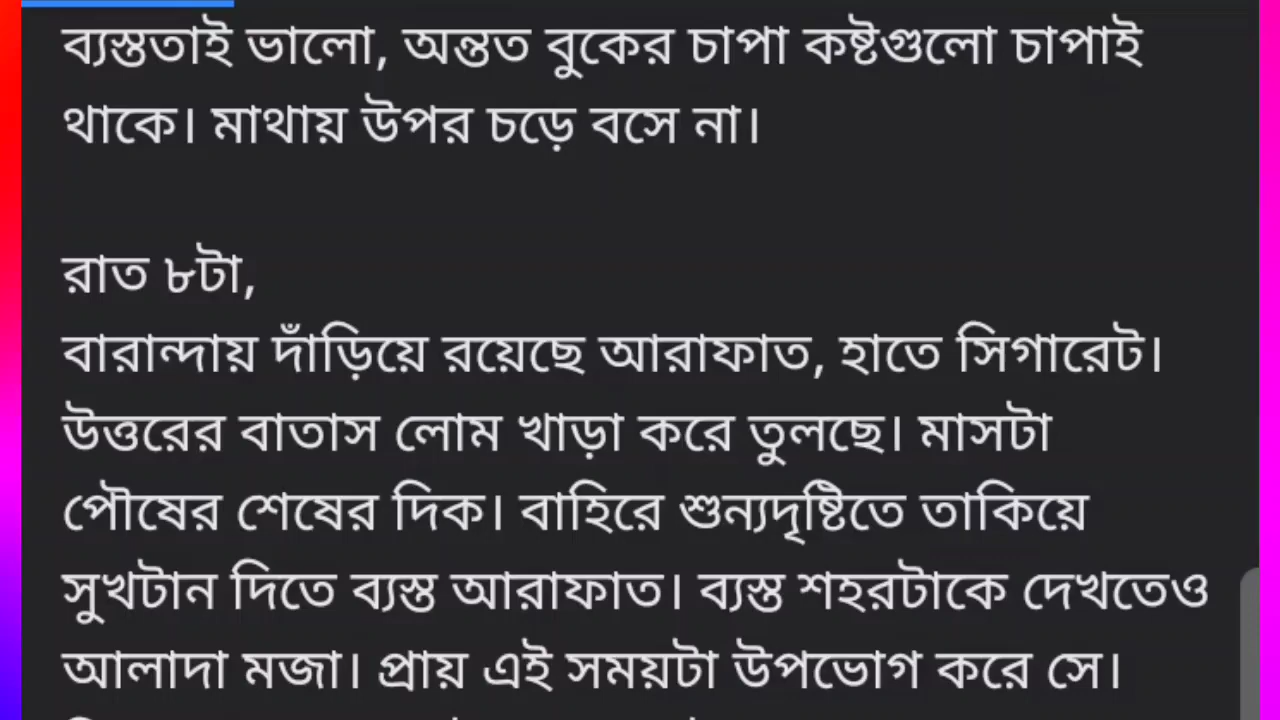 ব্যস্ততাই ভালো, অন্তত বুকের চাপা কষ্টগুলো চাপাই
থাকে। মাথায় উপর চড়ে বসে না।
রাত ৮টা,
বারান্দায় দাঁড়িয়ে রয়েছে আরাফাত, হাতে সিগারেট।
উত্তরের বাতাস লোম খাড়া করে তুলছে। মাসটা
পৌষের শেষের দিক। বাহিরে শুন্যদৃষ্টিতে তাকিয়ে
সুখটান দিতে ব্যস্ত আরাফাত। ব্যস্ত শহরটাকে দেখতেও
আলাদা মজা। প্রায় এই সময়টা উপভোগ করে সে।